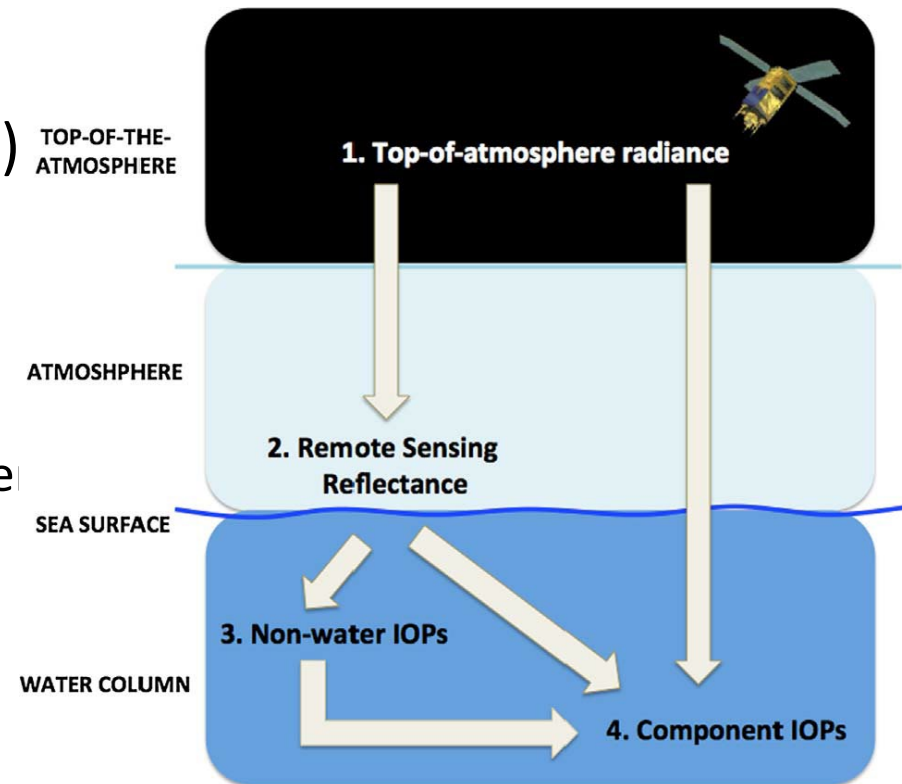 )
TOP-OF-THE-
ATMOSPHERE
1. Top-of-atmosphere radiance
ATMOSHPHERE
2. Remote Sensing
Reflectance
SEA SURFACE
3. Non-water IOPs
WATER COLUMN
4. Component IOPs